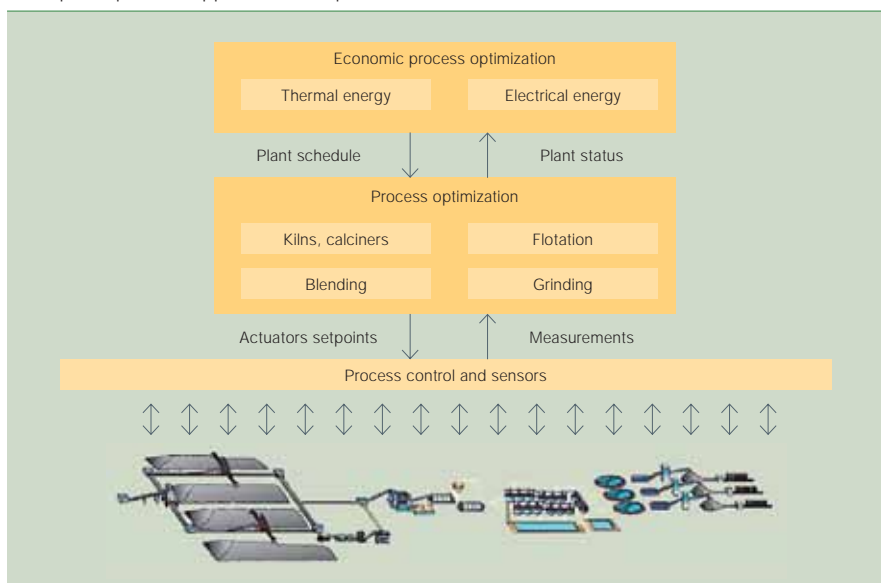 Economic process optimization
Thermal energy
Electrical energy
Plant schedule
Plant status
Process optimization
Kilns, calciners
Flotation
Blending
Grinding
Actuators setpoints
Measurements
Process control and sensors